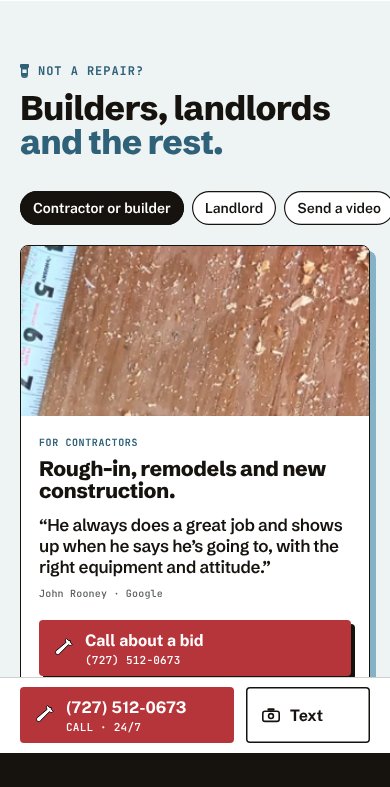 NOT A REPAIR?
Builders, landlords
and the rest.
Contractor or builder
Landlord
Send a video
5
6
7
FOR CONTRACTORS
Rough-in, remodels and new
construction.
“He always does a great job and shows
up when he says he’s going to, with the
right equipment and attitude.”
John Rooney · Google
Call about a bid
(727) 512-0673
(727) 512-0673
CALL · 24/7
Text